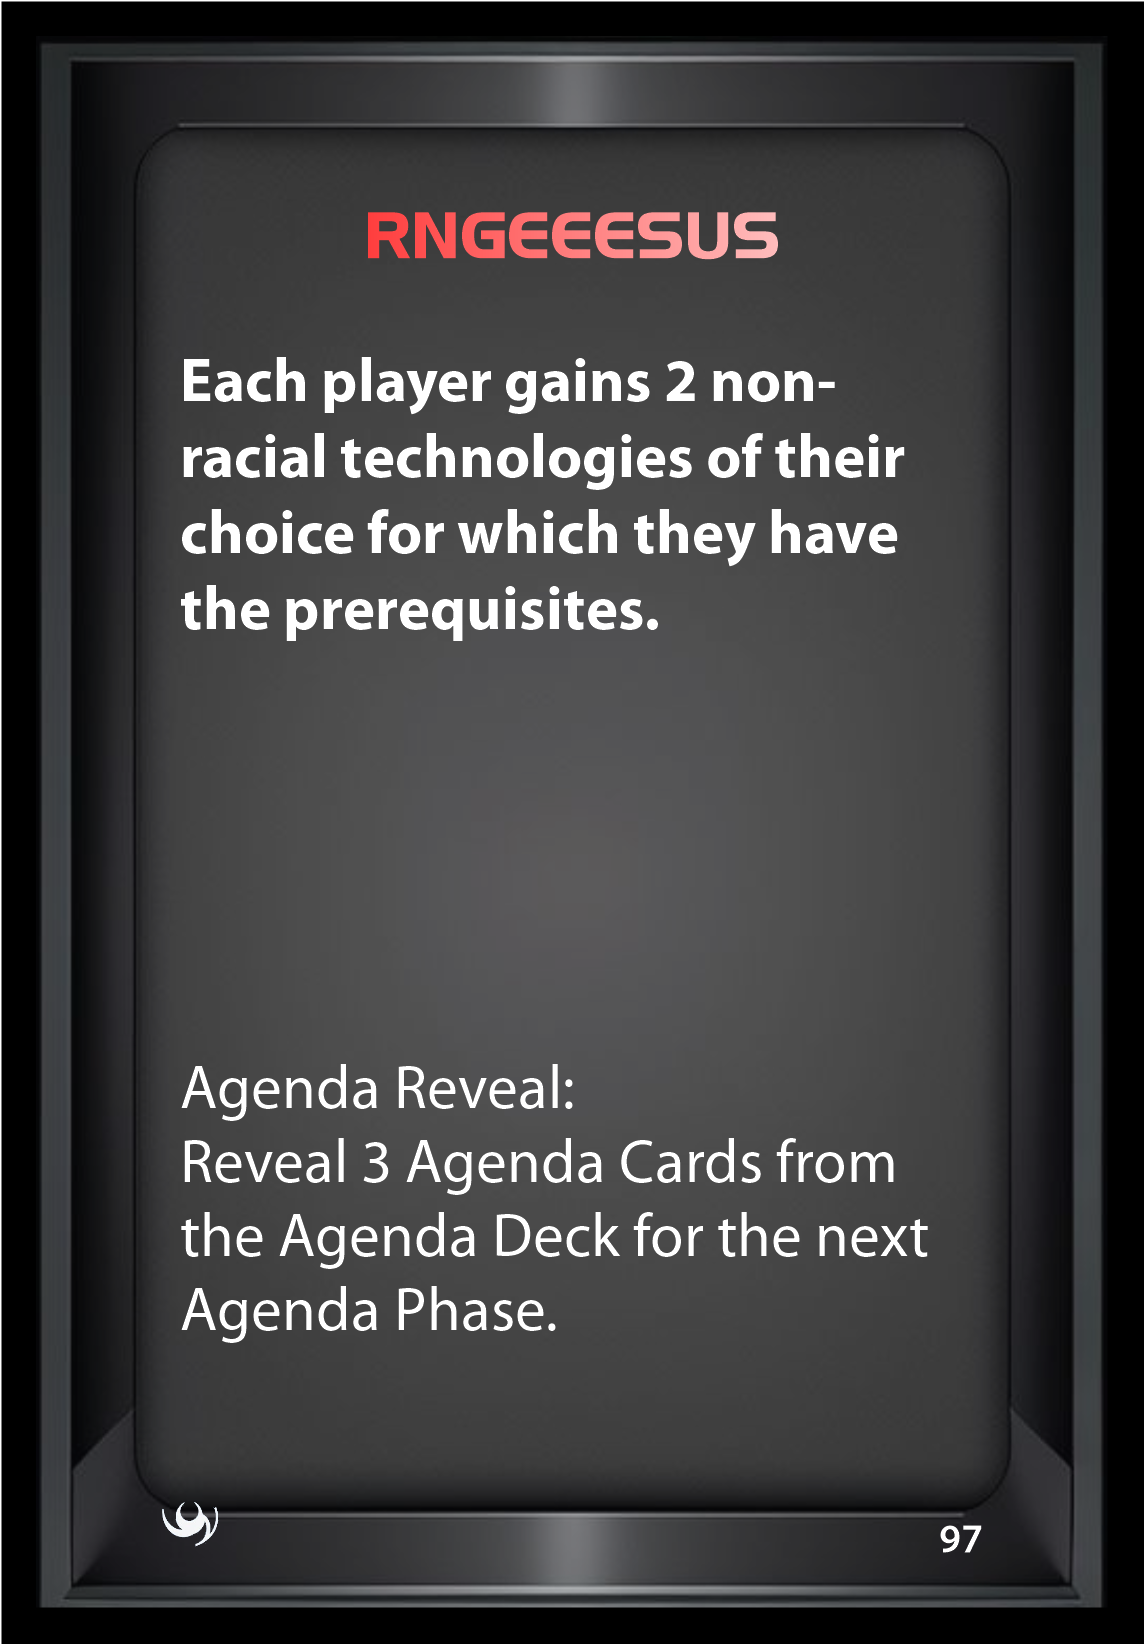 RNGEEESUS
Each player gains 2 non-
racial technologies of their
choice for which they have
the prerequisites.
Agenda Reveal:
Reveal 3 Agenda Cards from
the Agenda Deck for the next
Agenda Phase.
97